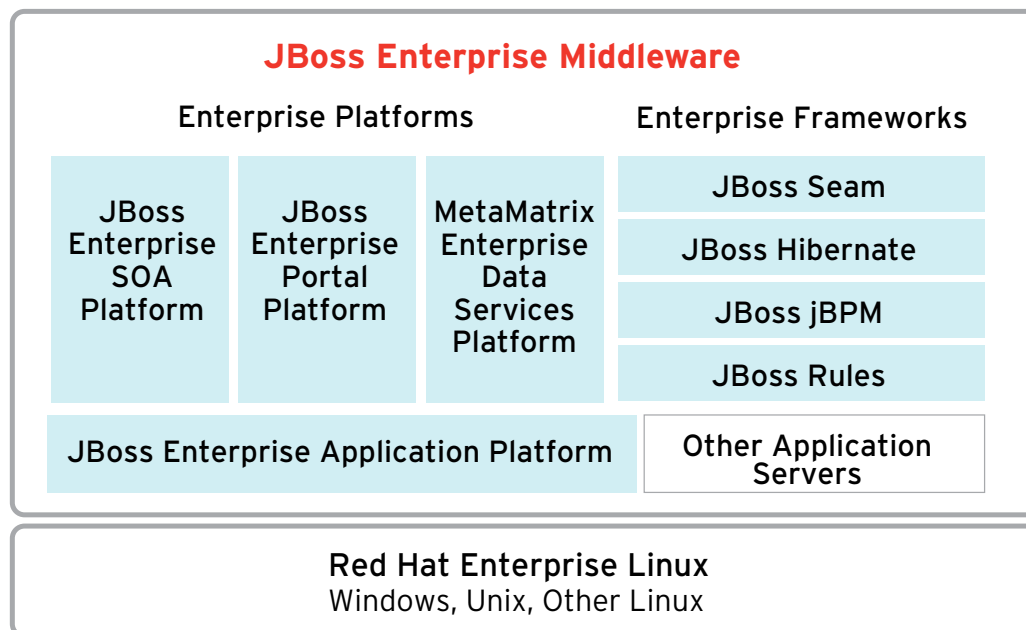 JBoss Enterprise Middleware
Enterprise Platforms
Enterprise Frameworks
JBoss
Enterprise
SOA
Platform
JBoss
Enterprise
Portal
Platform
MetaMatrix
Enterprise
Data
Services
Platform
JBoss Seam
JBoss Hibernate
JBoss jBPM
JBoss Rules
JBoss Enterprise Application Platform
Other Application
Servers
Red Hat Enterprise Linux
Windows, Unix, Other Linux